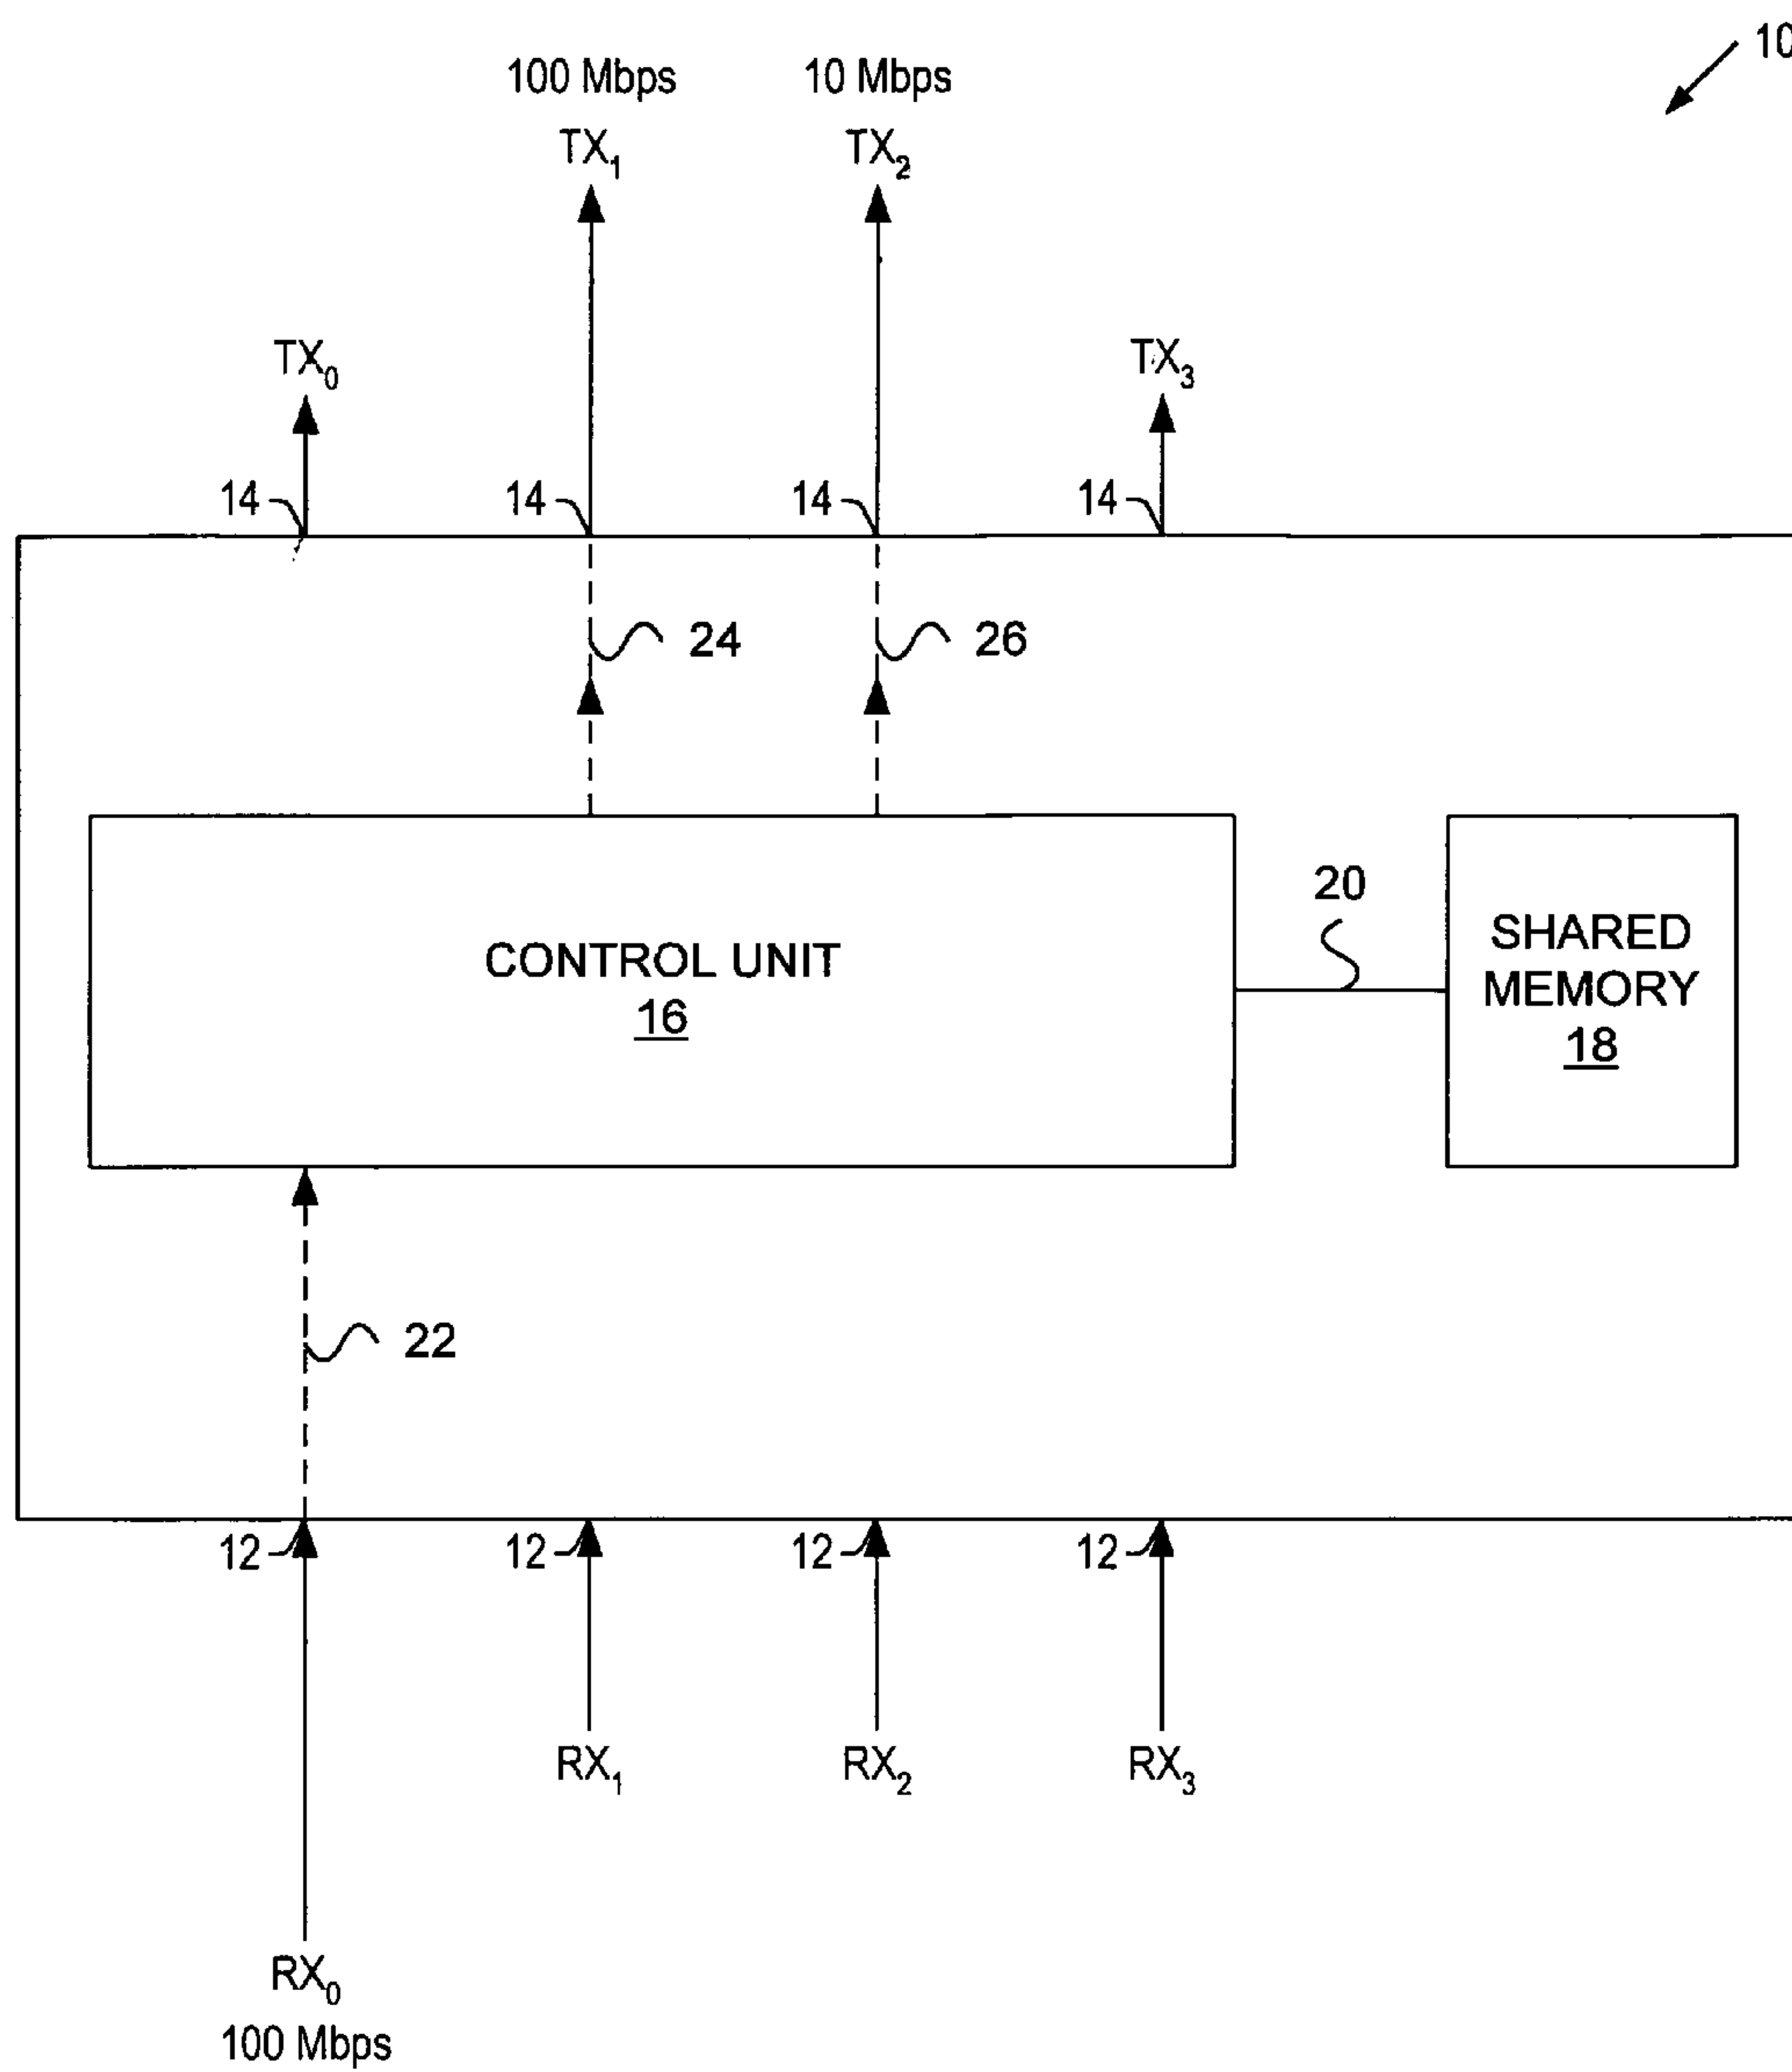 10
100 Mbps 10 Mbps
TX₁ TX₂
TX₀ TX₃
14 14 14 14
24 26
20
CONTROL UNIT
16
SHARED
MEMORY
18
22
12 12 12 12
RX₁ RX₂ RX₃
RX₀
100 Mbps